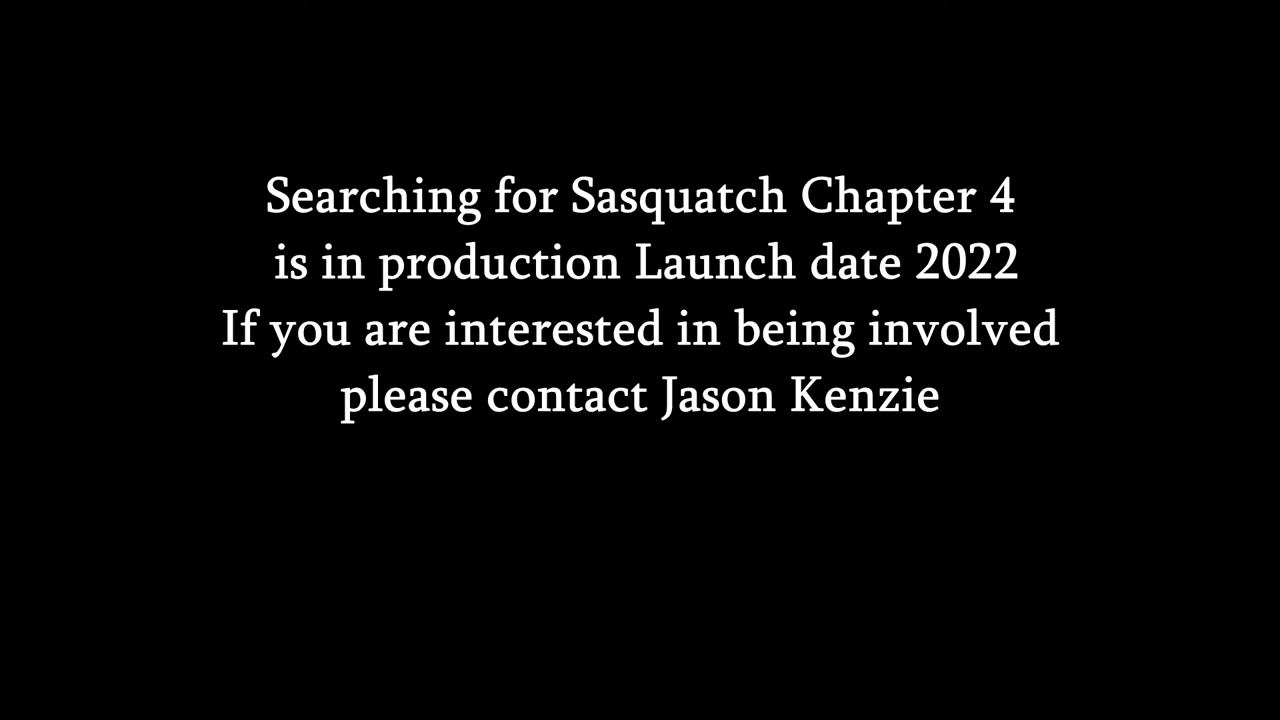 Searching for Sasquatch Chapter 4
is in production Launch date 2022
If you are interested in being involved
please contact Jason Kenzie